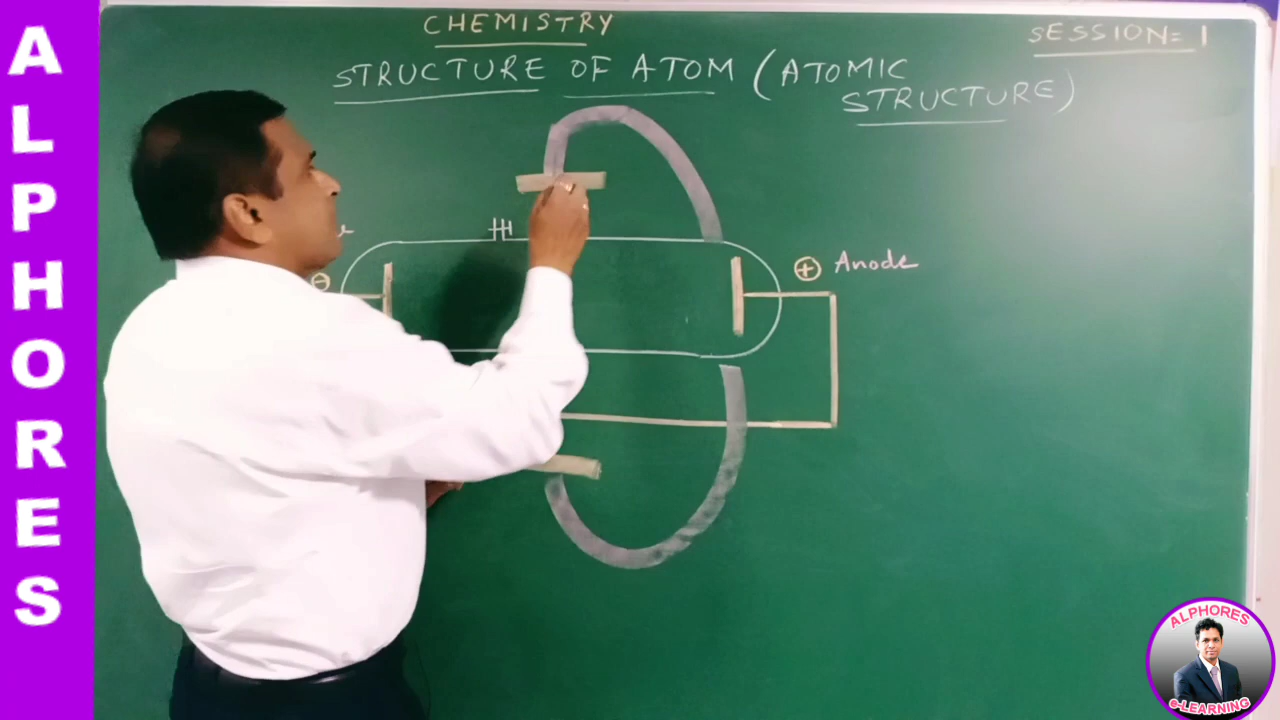 ALPHORES
CHEMISTRY
SESSION= 1
STRUCTURE OF ATOM (ATOMIC
STRUCTURE)
+ Anode
ALPHORES
e-LEARNING